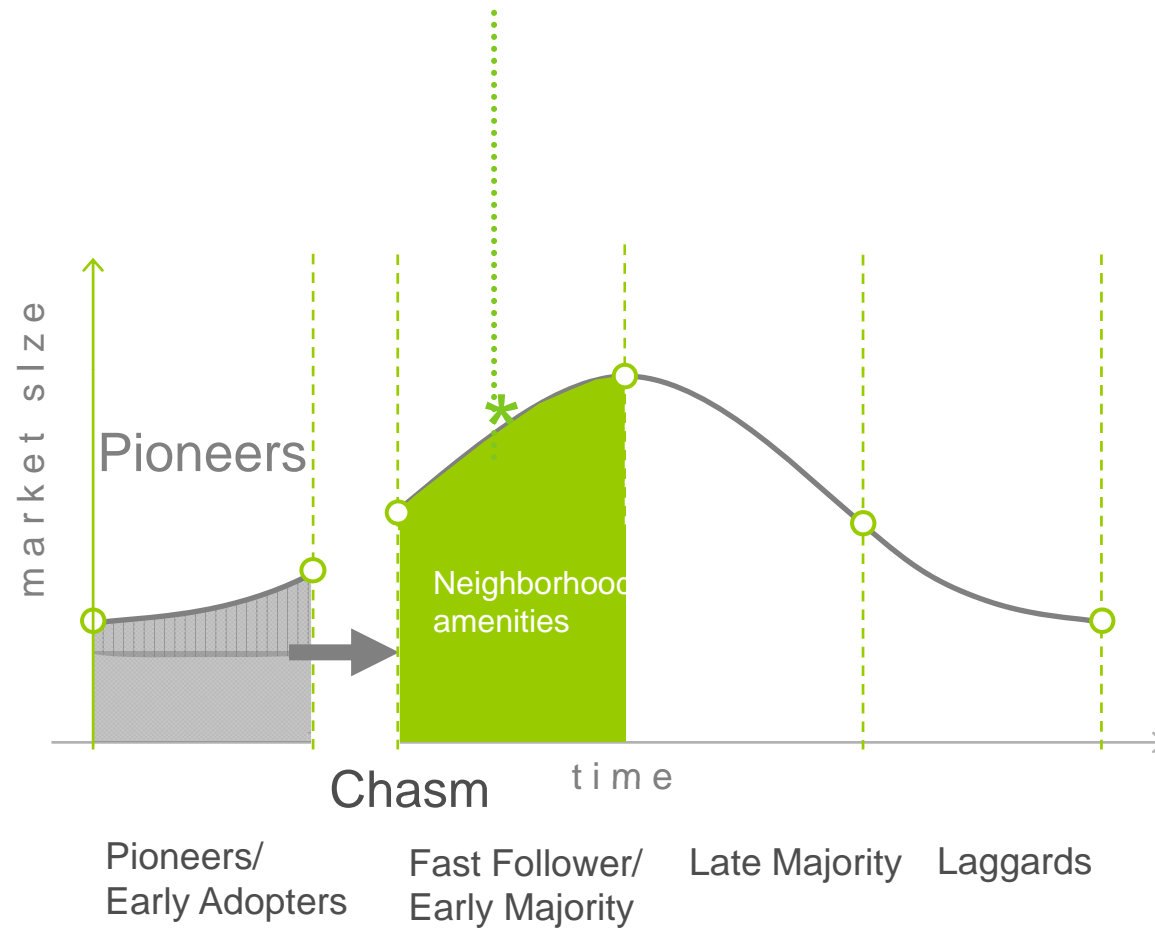 market sIze
Pioneers
*
Neighborhood
amenities
time
Chasm
Pioneers/
Early Adopters
Fast Follower/
Early Majority
Late Majority
Laggards